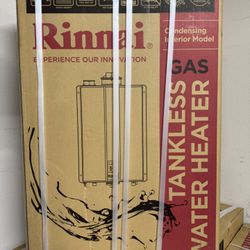 Rinnai®
EXPERIENCE OUR INNOVATION
Condensing
Interior Model
GAS
TANKLESS
WATER HEATER